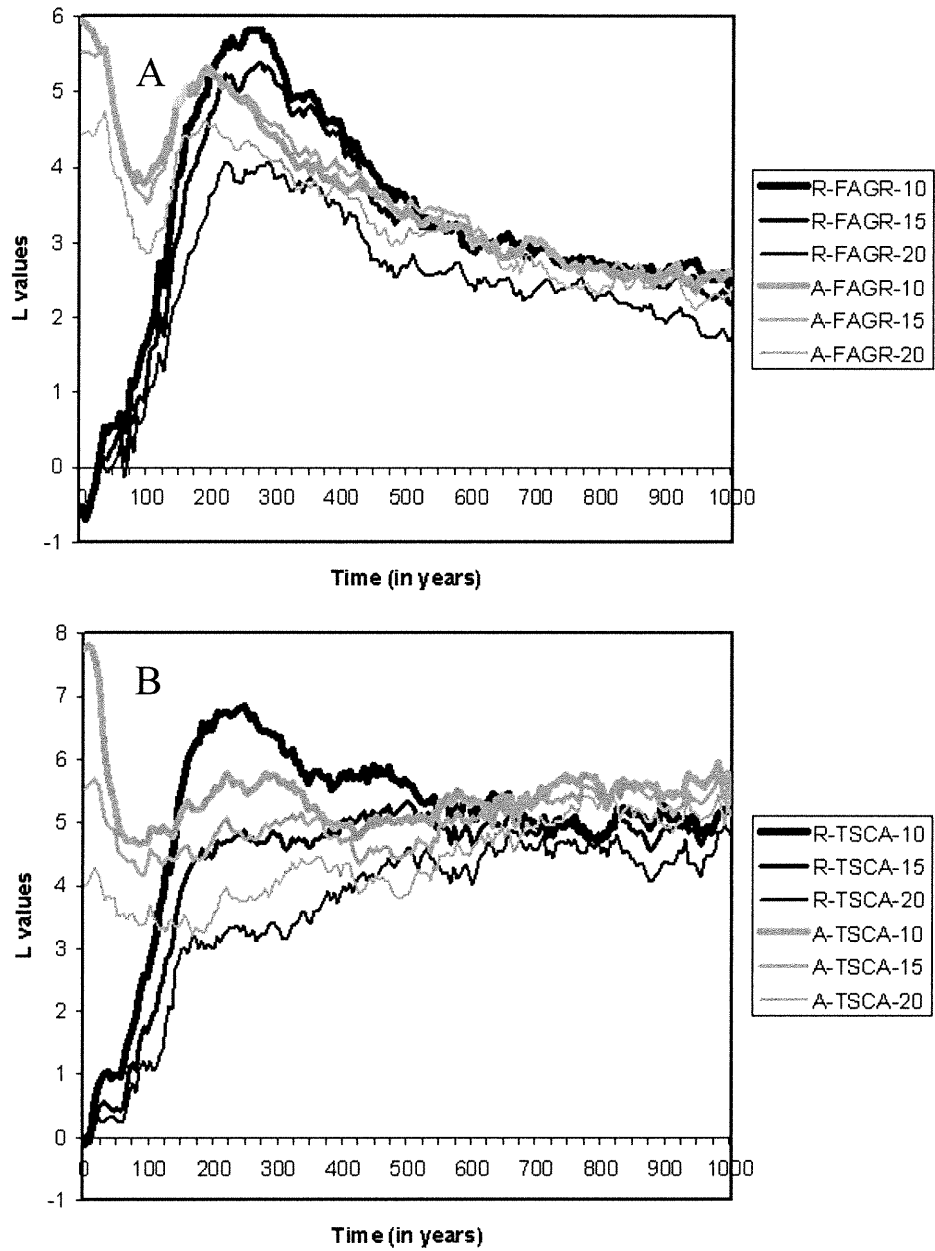 A
6
5
4
3
2
1
0
-1
L values
0 100 200 300 400 500 600 700 800 900 1000
Time (in years)
R-FAGR-10
R-FAGR-15
R-FAGR-20
A-FAGR-10
A-FAGR-15
A-FAGR-20
B
8
7
6
5
4
3
2
1
0
-1
L values
0 100 200 300 400 500 600 700 800 900 1000
Time (in years)
R-TSCA-10
R-TSCA-15
R-TSCA-20
A-TSCA-10
A-TSCA-15
A-TSCA-20